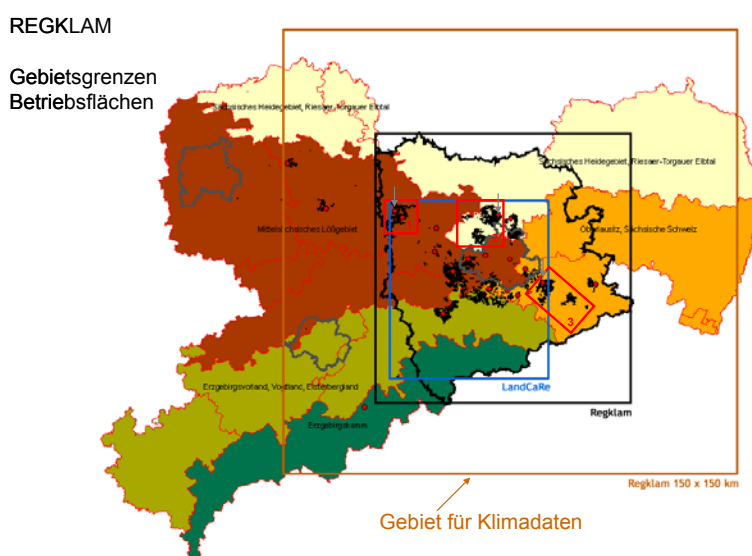 REGKLAM
Gebietsgrenzen
Betriebsflächen
Sächsisches Heidegebiet, Riesaer-Torgauer Elbtal
Sächsisches Heidegebiet, Riesaer-Torgauer Elbtal
Mittelsächsisches Lößgebiet
Oberlausitz, Sächsische Schweiz
3
LandCaRe
Erzgebirgsvorland, Vogtland, Elsterbergland
Regklam
Erzgebirgskamm
Regklam 150 x 150 km
Gebiet für Klimadaten